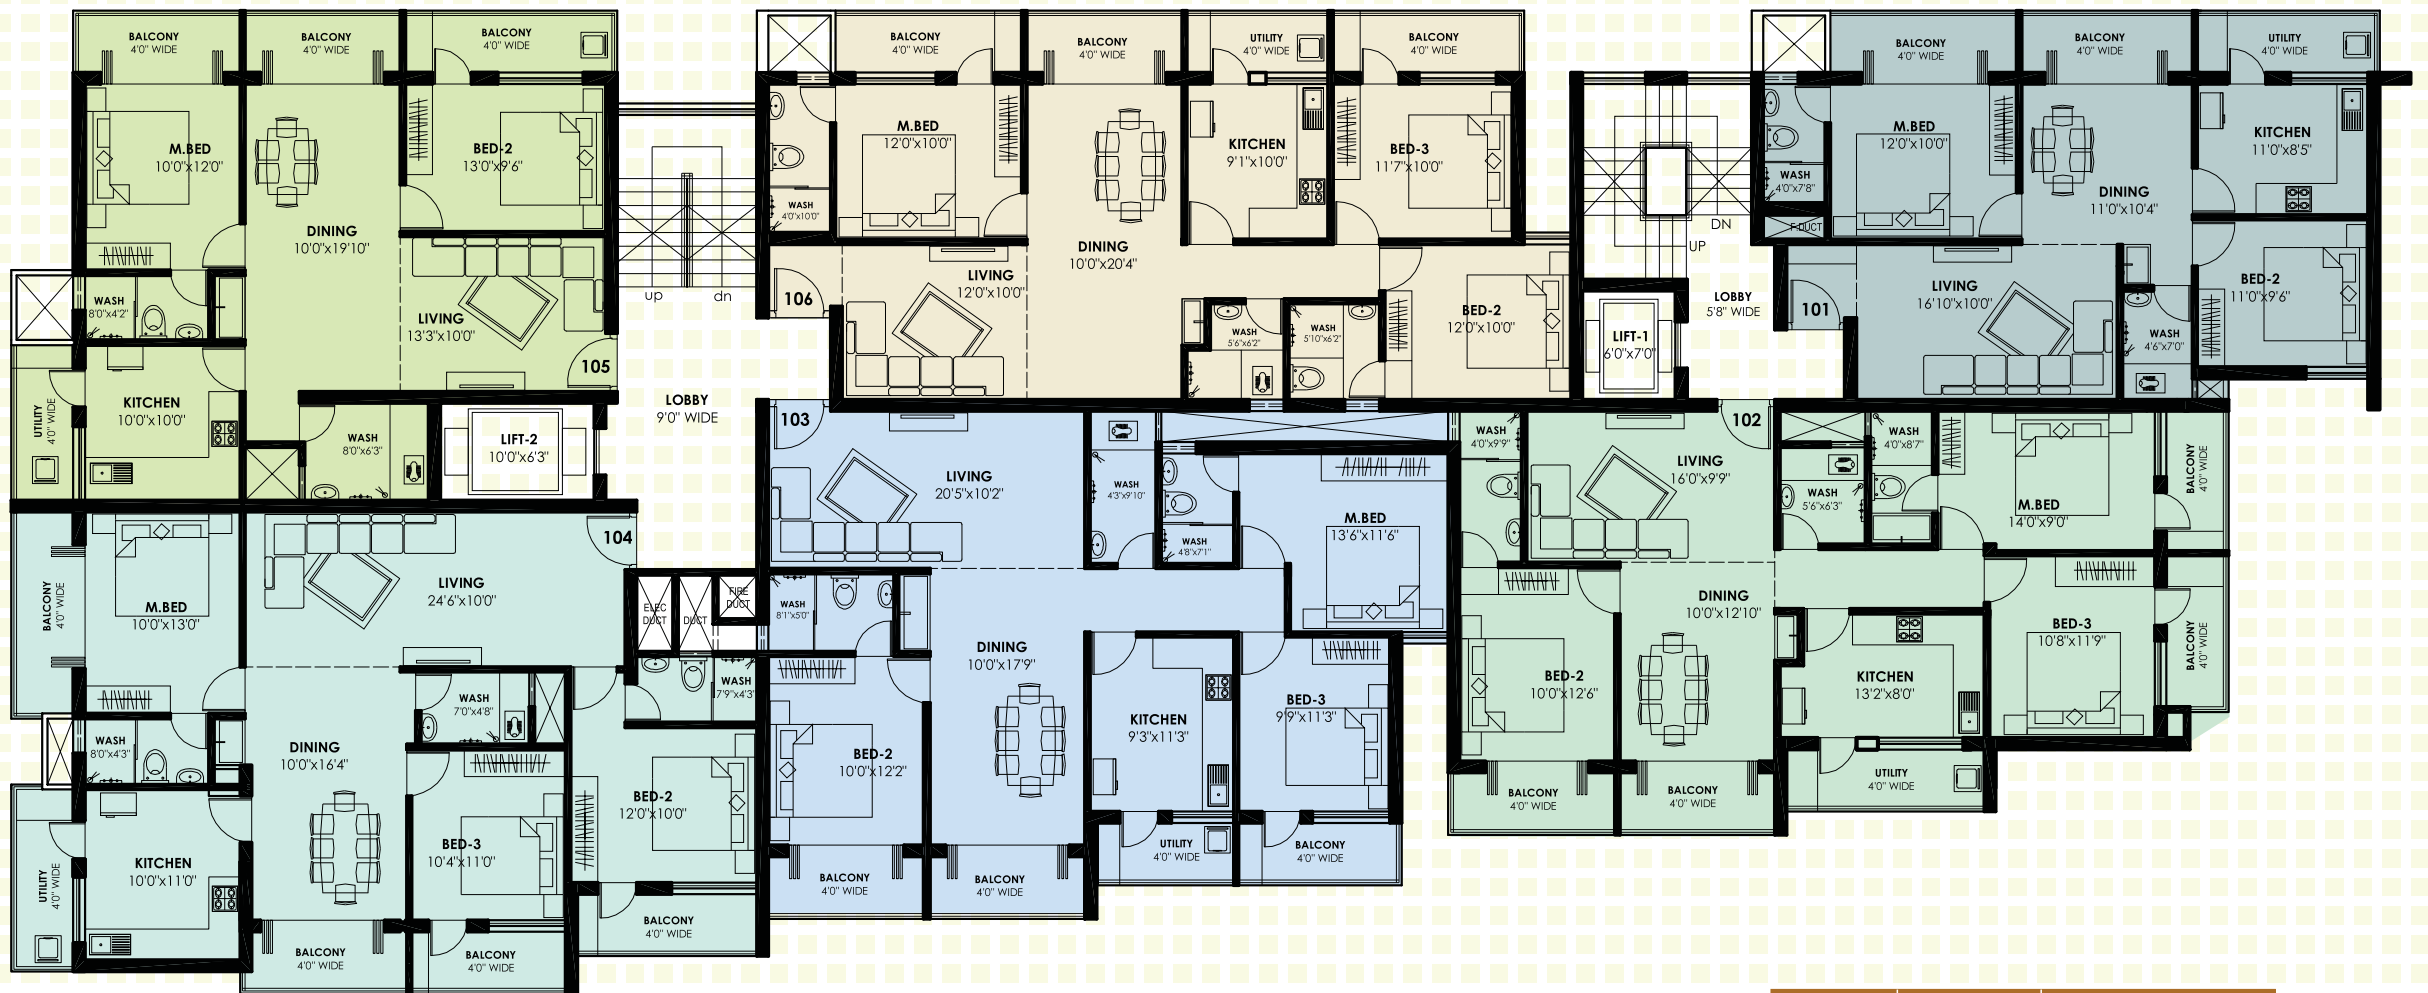 BALCONY
4'0" WIDE
BALCONY
4'0" WIDE
BALCONY
4'0" WIDE
M.BED
10'0"x12'0"
BED-2
13'0"x9'6"
DINING
10'0"x19'10"
LIVING
13'3"x10'0"
WASH
8'0"x4'2"
105
KITCHEN
10'0"x10'0"
UTILITY
4'0" WIDE
WASH
8'0"x6'3"
LIFT-2
10'0"x6'3"
up
dn
LOBBY
9'0" WIDE
BALCONY
4'0" WIDE
BALCONY
4'0" WIDE
UTILITY
4'0" WIDE
BALCONY
4'0" WIDE
M.BED
12'0"x10'0"
KITCHEN
9'1"x10'0"
BED-3
11'7"x10'0"
WASH
4'0"x10'0"
DINING
10'0"x20'4"
LIVING
12'0"x10'0"
106
BED-2
12'0"x10'0"
WASH
5'6"x6'2"
WASH
5'10"x6'2"
BALCONY
4'0" WIDE
BALCONY
4'0" WIDE
UTILITY
4'0" WIDE
M.BED
12'0"x10'0"
KITCHEN
11'0"x8'5"
WASH
4'0"x7'8"
F.DUCT
DINING
11'0"x10'4"
DN
UP
LIVING
16'10"x10'0"
BED-2
11'0"x9'6"
LOBBY
5'8" WIDE
101
LIFT-1
6'0"x7'0"
WASH
4'6"x7'0"
104
BALCONY
4'0" WIDE
M.BED
10'0"x13'0"
LIVING
24'6"x10'0"
ELEC
DUCT
DUCT
FIRE
DUCT
WASH
7'9"x4'3"
WASH
7'0"x4'8"
WASH
8'0"x4'3"
DINING
10'0"x16'4"
BED-2
12'0"x10'0"
BED-3
10'4"x11'0"
KITCHEN
10'0"x11'0"
UTILITY
4'0" WIDE
BALCONY
4'0" WIDE
BALCONY
4'0" WIDE
BALCONY
4'0" WIDE
103
LIVING
20'5"x10'2"
WASH
4'3"x9'10"
WASH
4'8"x7'1"
M.BED
13'6"x11'6"
WASH
8'1"x5'0"
DINING
10'0"x17'9"
BED-2
10'0"x12'2"
KITCHEN
9'3"x11'3"
BED-3
9'9"x11'3"
UTILITY
4'0" WIDE
BALCONY
4'0" WIDE
BALCONY
4'0" WIDE
BALCONY
4'0" WIDE
102
WASH
4'0"x9'9"
LIVING
16'0"x9'9"
WASH
4'0"x8'7"
WASH
5'6"x6'3"
M.BED
14'0"x9'0"
BALCONY
4'0" WIDE
DINING
10'0"x12'10"
BED-3
10'8"x11'9"
BALCONY
4'0" WIDE
BED-2
10'0"x12'6"
KITCHEN
13'2"x8'0"
UTILITY
4'0" WIDE
BALCONY
4'0" WIDE
BALCONY
4'0" WIDE